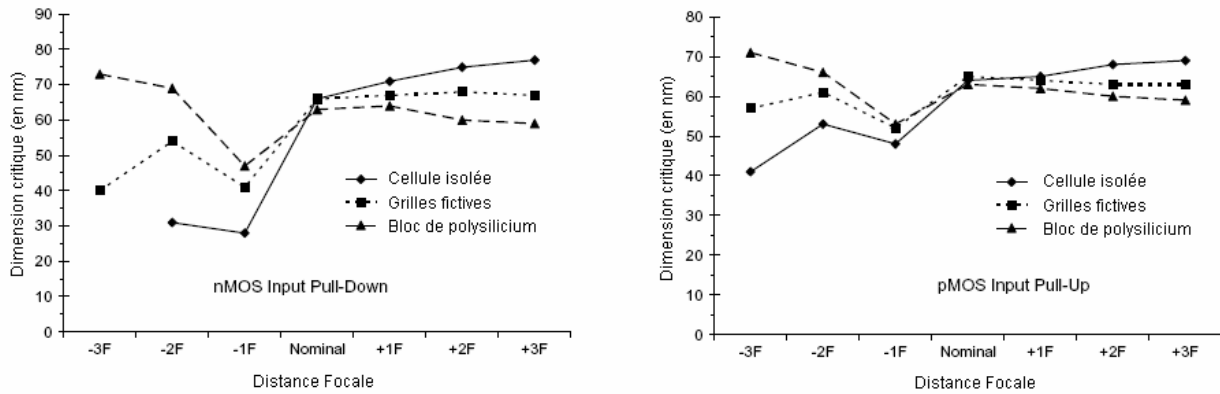 Dimension critique (en nm)
90
80
70
60
50
40
30
20
10
0
Cellule isolée
Grilles fictives
Bloc de polysilicium
nMOS Input Pull-Down
-3F -2F -1F Nominal +1F +2F +3F
Distance Focale
Dimension critique (en nm)
80
70
60
50
40
30
20
10
0
Cellule isolée
Grilles fictives
Bloc de polysilicium
pMOS Input Pull-Up
-3F -2F -1F Nominal +1F +2F +3F
Distance Focale